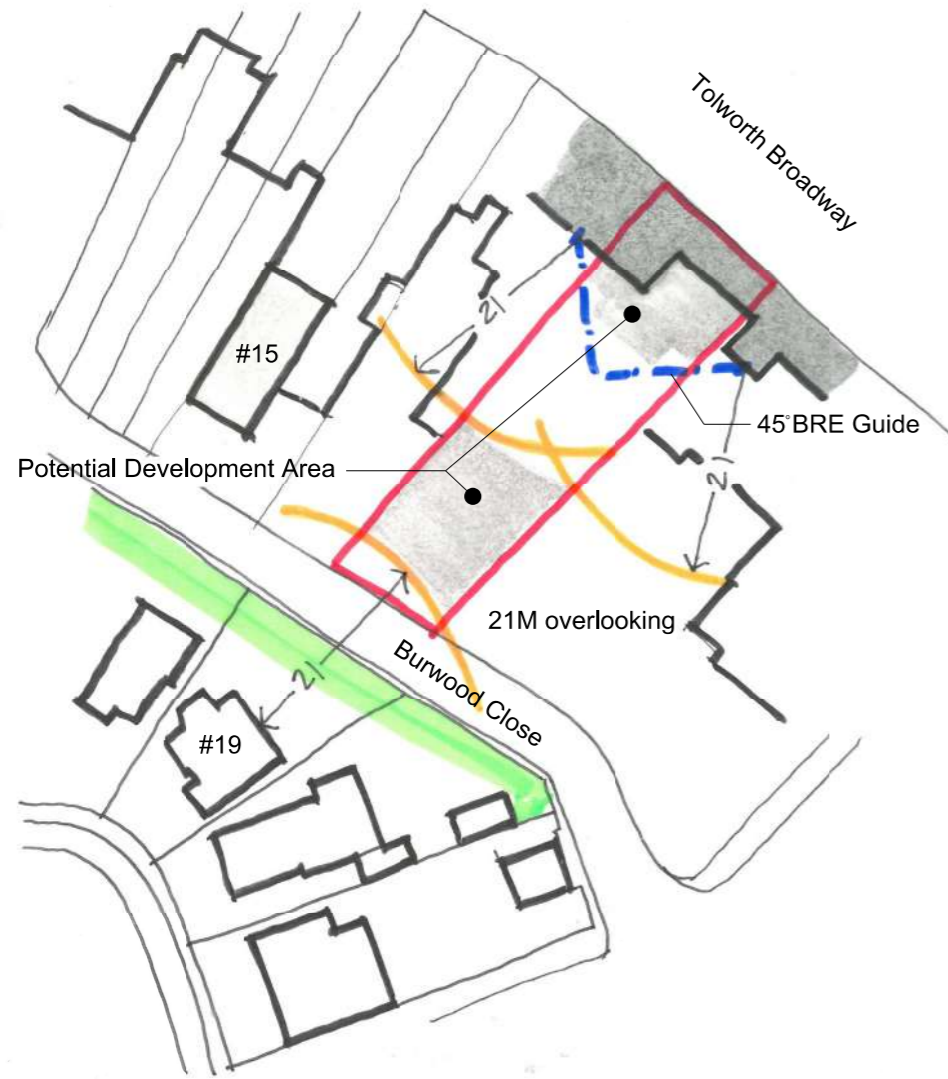 Tolworth Broadway
21
#15
45°BRE Guide
Potential Development Area
21
21M overlooking
Burwood Close
21
#19